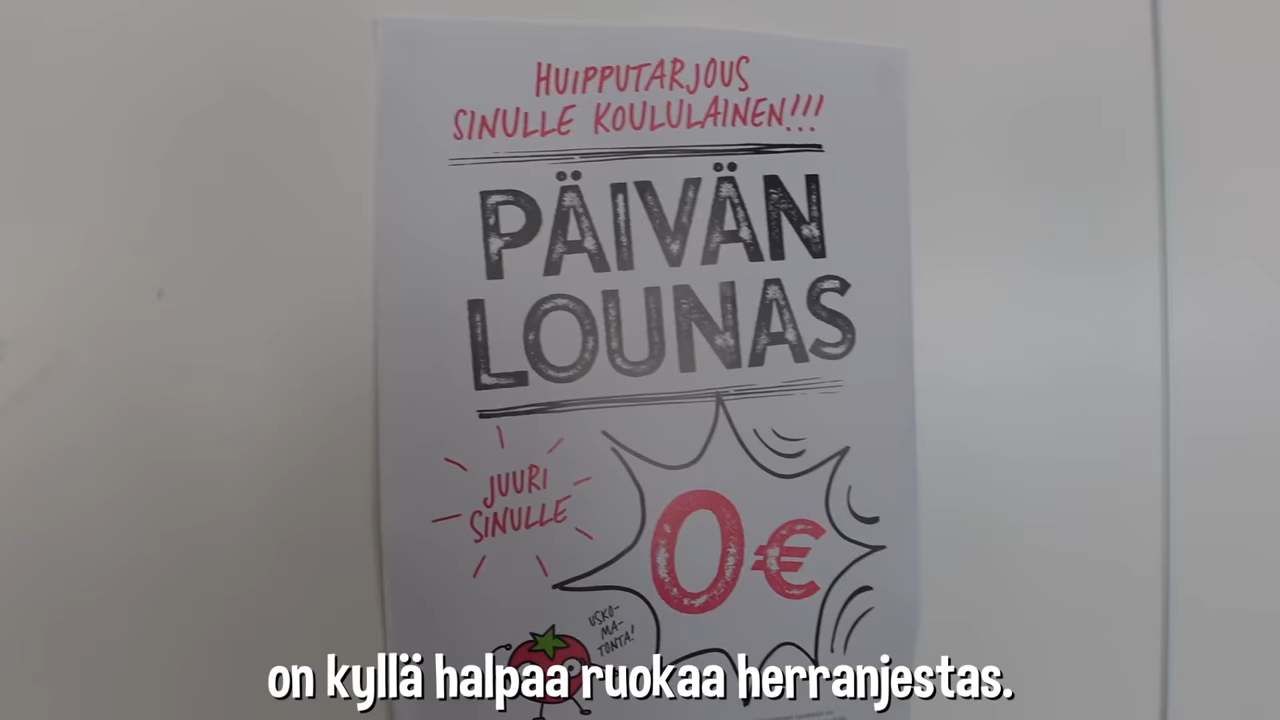 HUIPPUTARJOUS
SINULLE KOULULAINEN!!!
PÄIVÄN
LOUNAS
JUURI
SINULLE
0€
USKO-
MA-
TONTA!
on kyllä halpaa ruokaa herranjestas.